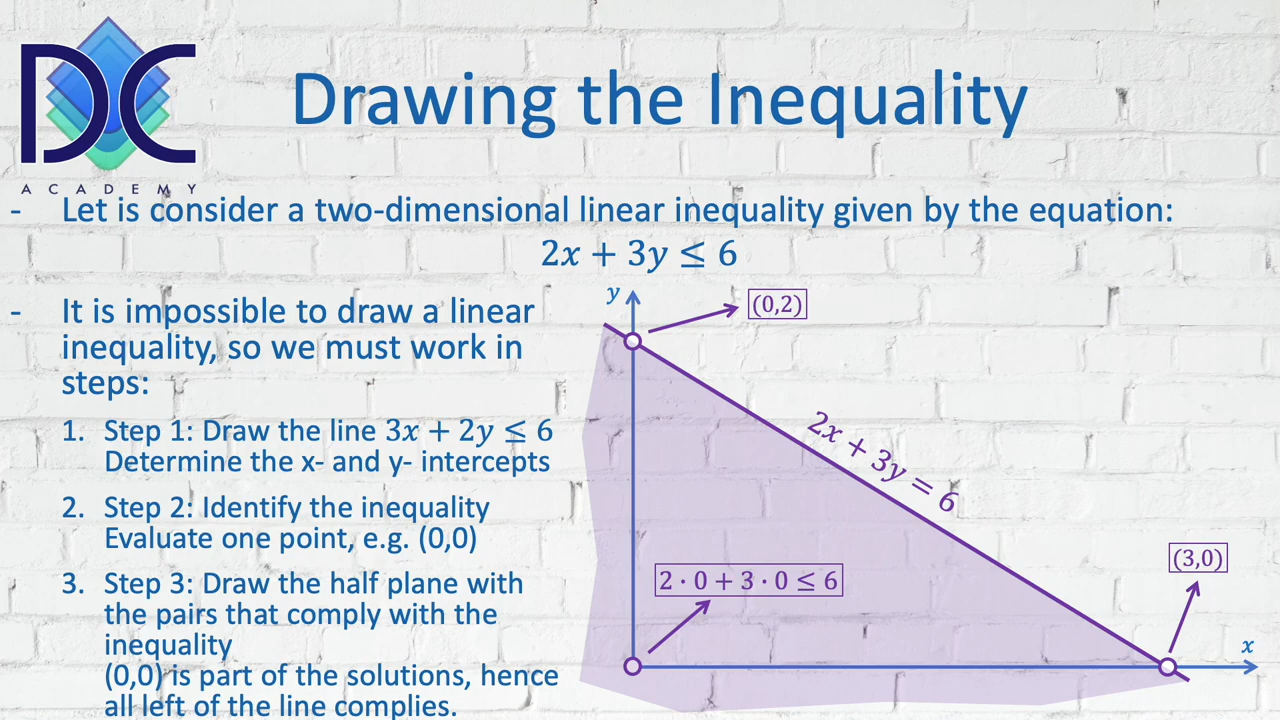 DC
ACADEMY
Drawing the Inequality
- Let is consider a two-dimensional linear inequality given by the equation:
2x + 3y ≤ 6
- It is impossible to draw a linear
inequality, so we must work in
steps:
1. Step 1: Draw the line 3x + 2y ≤ 6
Determine the x- and y- intercepts
2. Step 2: Identify the inequality
Evaluate one point, e.g. (0,0)
3. Step 3: Draw the half plane with
the pairs that comply with the
inequality
(0,0) is part of the solutions, hence
all left of the line complies.
y
(0,2)
2x + 3y = 6
(3,0)
2 · 0 + 3 · 0 ≤ 6
x